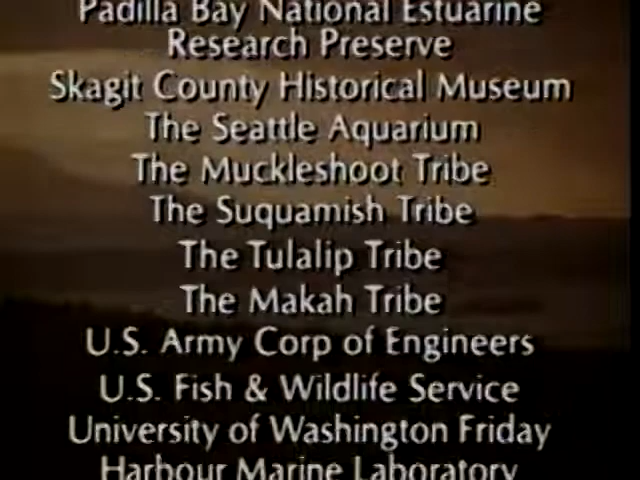 Padilla Bay National Estuarine
Research Preserve
Skagit County Historical Museum
The Seattle Aquarium
The Muckleshoot Tribe
The Suquamish Tribe
The Tulalip Tribe
The Makah Tribe
U.S. Army Corp of Engineers
U.S. Fish & Wildlife Service
University of Washington Friday
Harbour Marine Laboratory